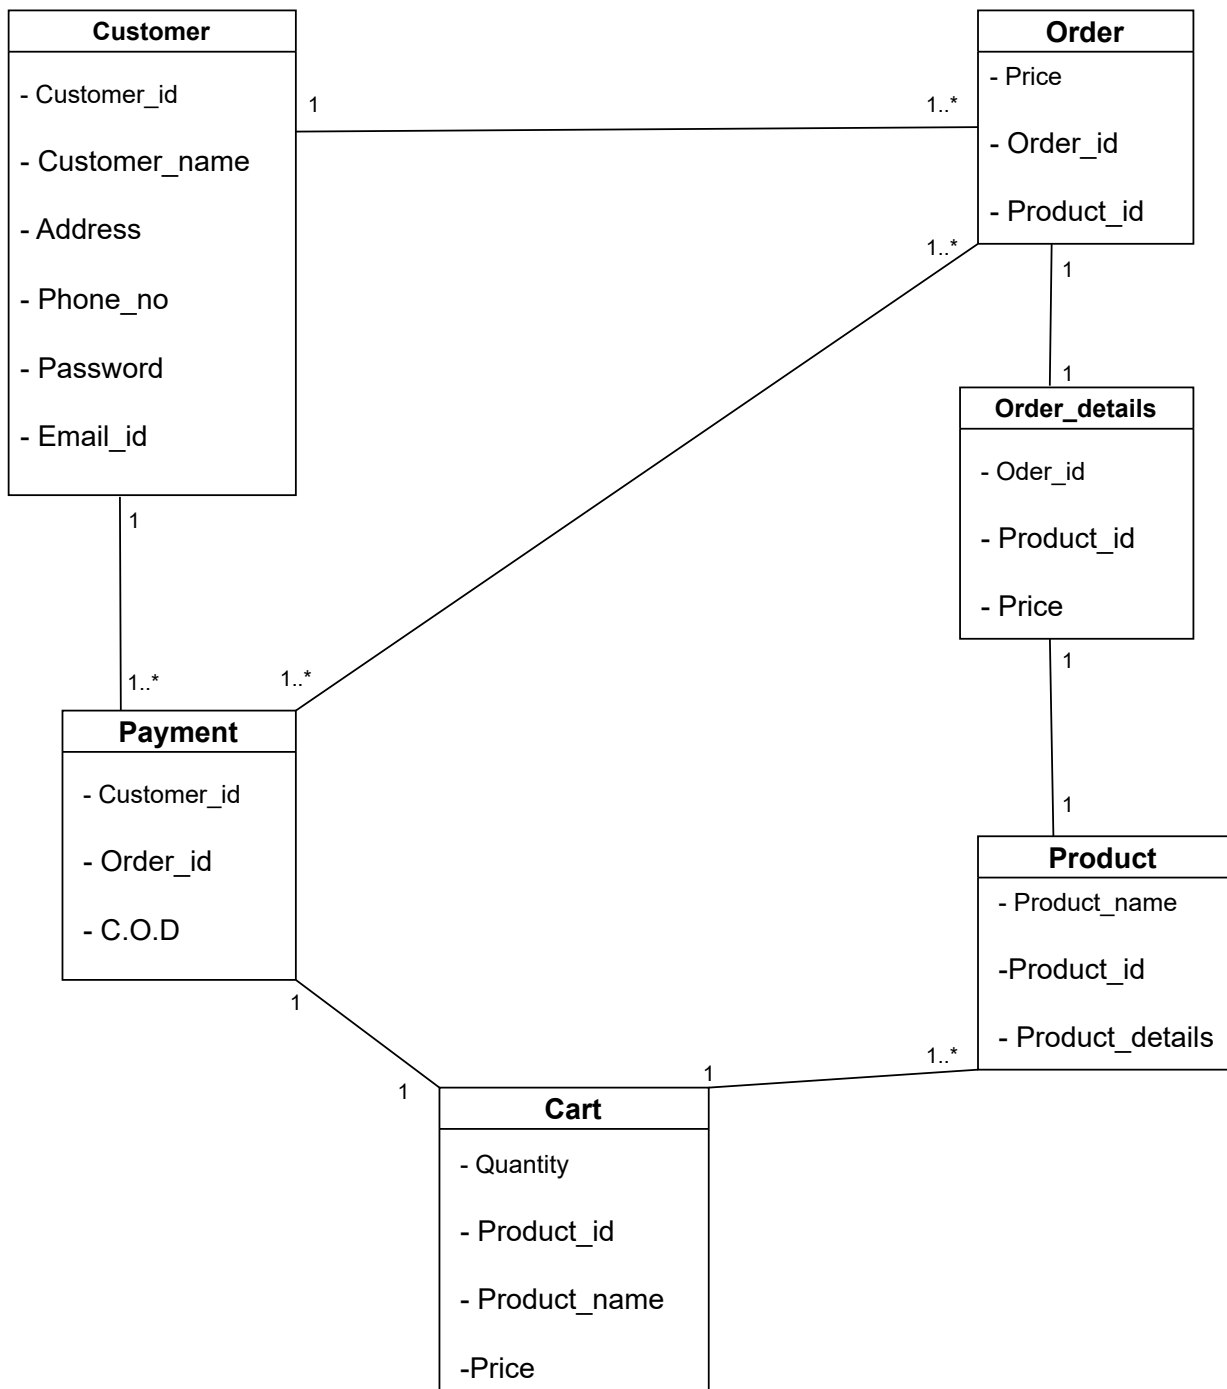 Customer
- Customer_id
- Customer_name
- Address
- Phone_no
- Password
- Email_id
1
1..*
Order
- Price
- Order_id
- Product_id
1..*
1
1
Order_details
- Oder_id
- Product_id
- Price
1
1
1
1..*
1..*
Payment
- Customer_id
- Order_id
- C.O.D
1
1
Product
- Product_name
-Product_id
- Product_details
1..*
1
Cart
- Quantity
- Product_id
- Product_name
-Price